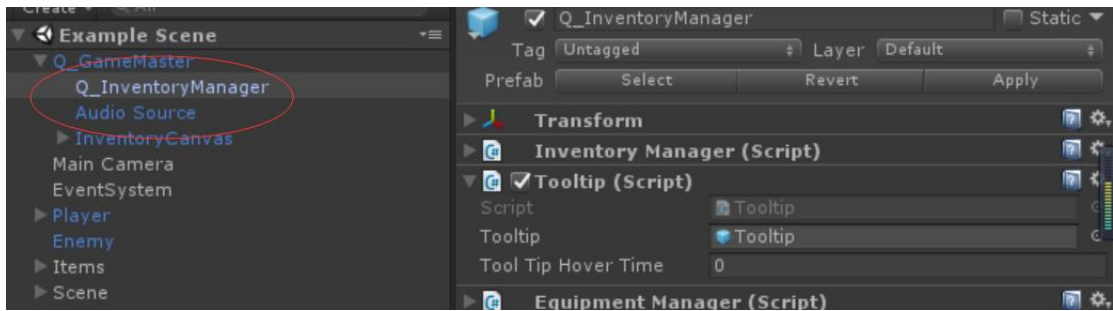 Create
All
Example Scene
Q_GameMaster
Q_InventoryManager
Audio Source
InventoryCanvas
Main Camera
EventSystem
Player
Enemy
Items
Scene
Q_InventoryManager
Static
Tag Untagged Layer Default
Prefab Select Revert Apply
Transform
Inventory Manager (Script)
Tooltip (Script)
Script Tooltip
Tooltip Tooltip
Tool Tip Hover Time 0
Equipment Manager (Script)